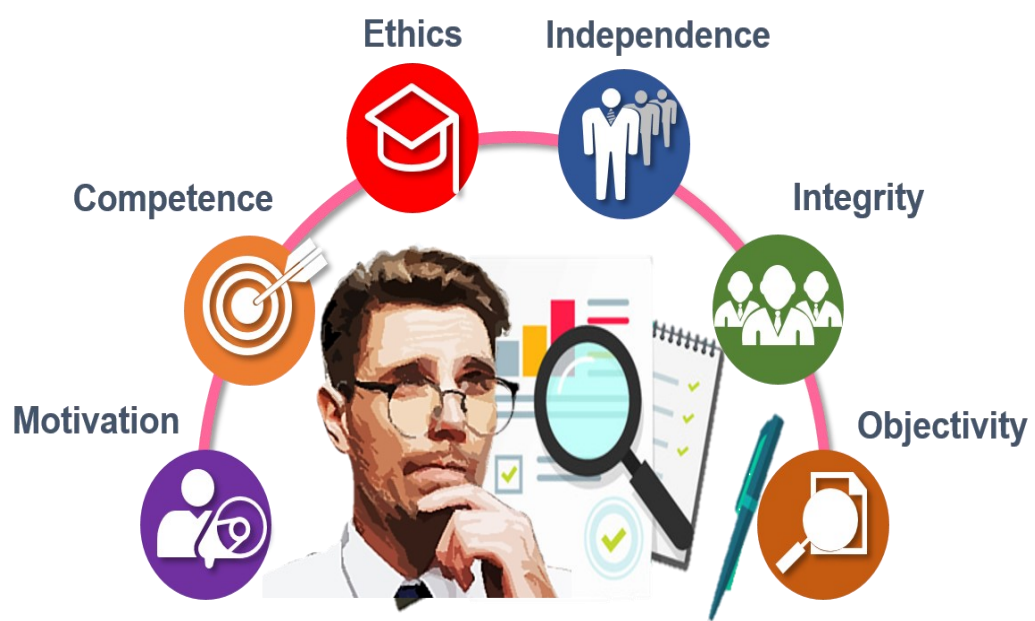 Ethics
Independence
Competence
Integrity
Motivation
Objectivity